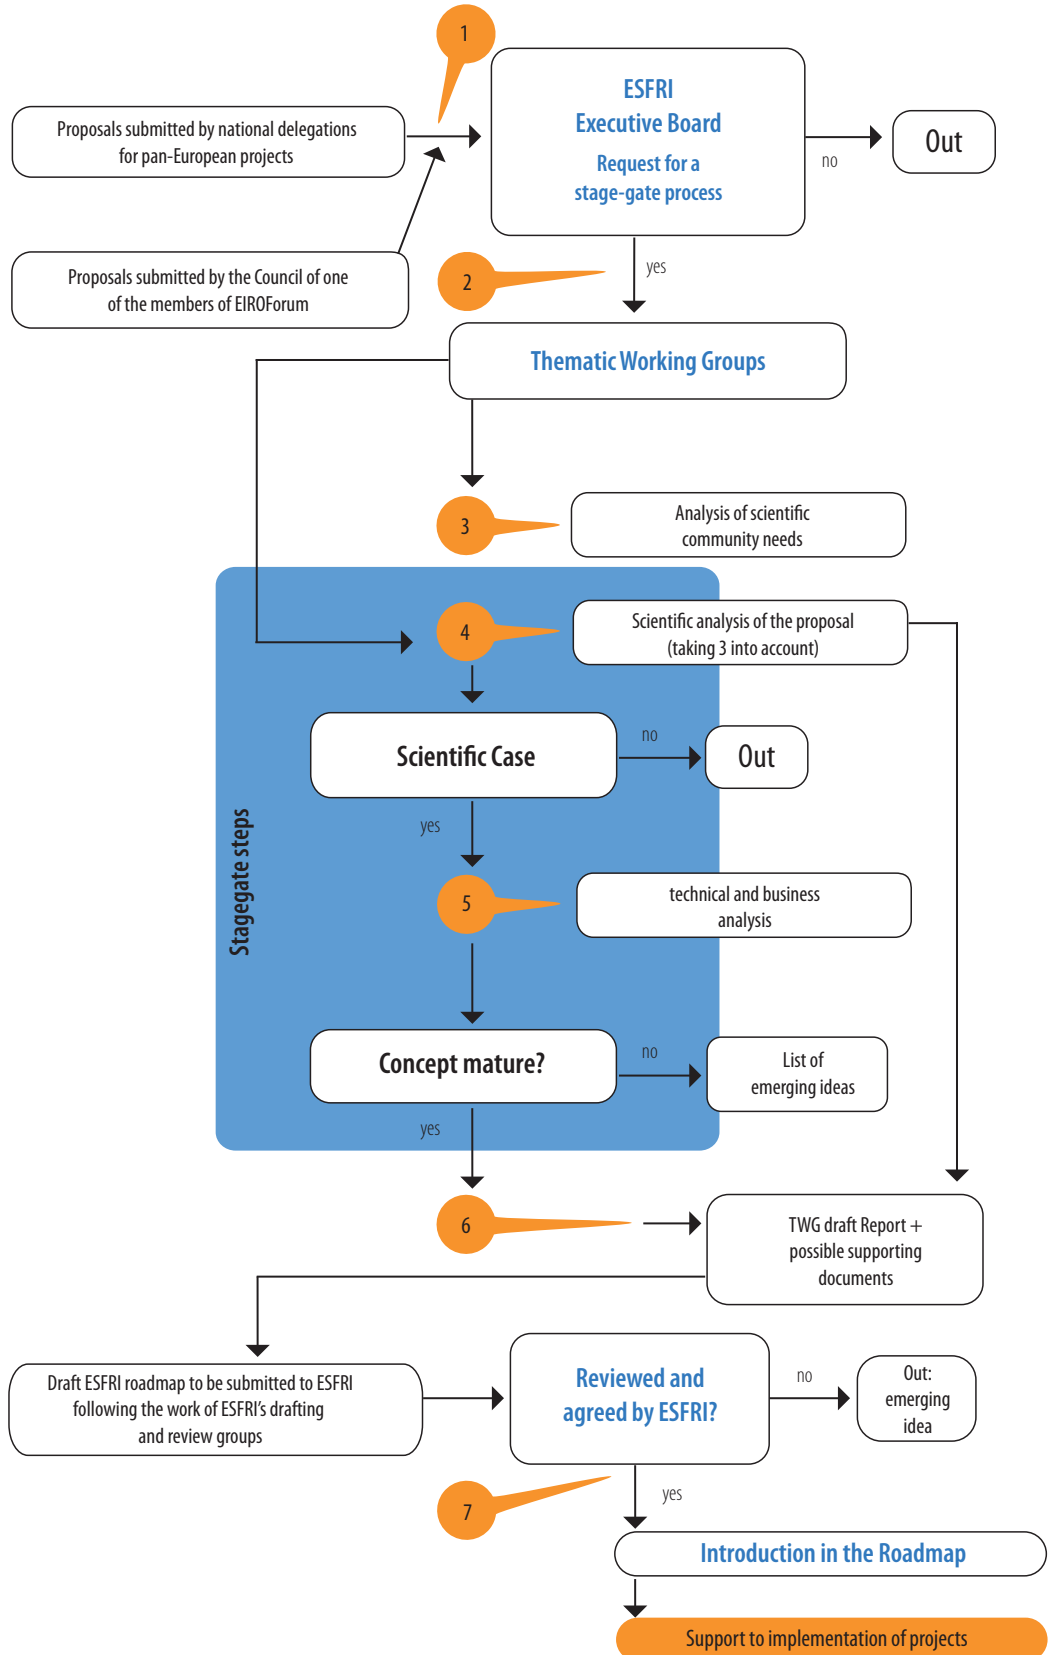 1
ESFRI
Executive Board
Request for a
stage-gate process
Proposals submitted by national delegations
for pan-European projects
no
Out
Proposals submitted by the Council of one
of the members of EIROForum
2
yes
Thematic Working Groups
3
Analysis of scientific
community needs
4
Scientific analysis of the proposal
(taking 3 into account)
Scientific Case
no
Out
yes
Stagegate steps
5
technical and business
analysis
Concept mature?
no
List of
emerging ideas
yes
6
TWG draft Report +
possible supporting
documents
Draft ESFRI roadmap to be submitted to ESFRI
following the work of ESFRI's drafting
and review groups
Reviewed and
agreed by ESFRI?
no
Out:
emerging
idea
7
yes
Introduction in the Roadmap
Support to implementation of projects